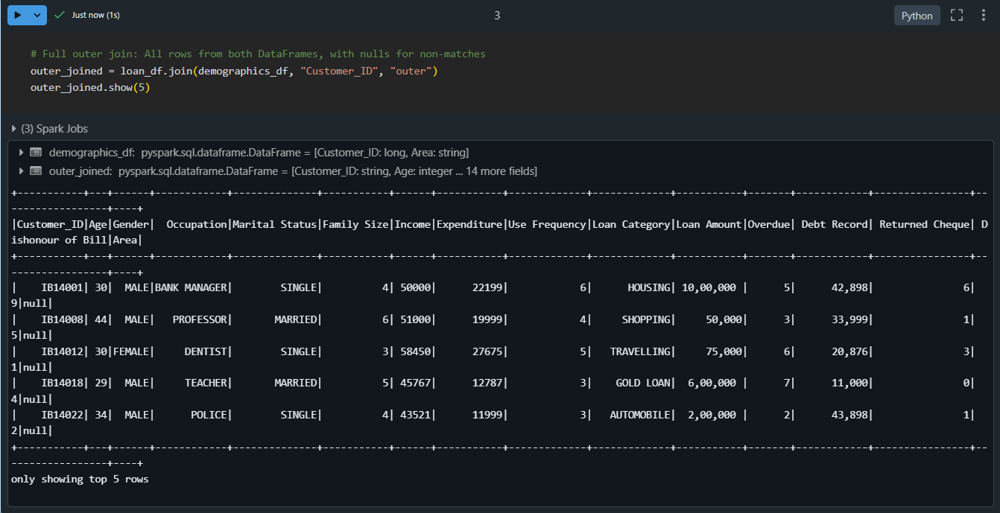 Just now (1s)
3
Python
# Full outer join: All rows from both DataFrames, with nulls for non-matches
outer_joined = loan_df.join(demographics_df, "Customer_ID", "outer")
outer_joined.show(5)
(3) Spark Jobs
demographics_df: pyspark.sql.dataframe.DataFrame = [Customer_ID: long, Area: string]
outer_joined: pyspark.sql.dataframe.DataFrame = [Customer_ID: string, Age: integer ... 14 more fields]
+-----------+---+------+------------+--------------+-----------+------+-----------+-------------+-------------+-----------+-------+------------+----------------+--
-----------------+----+
|Customer_ID|Age|Gender|  Occupation|Marital Status|Family Size|Income|Expenditure|Use Frequency|Loan Category|Loan Amount|Overdue| Debt Record| Returned Cheque| D
ishonour of Bill|Area|
+-----------+---+------+------------+--------------+-----------+------+-----------+-------------+-------------+-----------+-------+------------+----------------+--
-----------------+----+
|    IB14001| 30|  MALE|BANK MANAGER|        SINGLE|          4| 50000|      22199|            6|      HOUSING| 10,00,000 |      5|      42,898|               6|
9|null|
|    IB14008| 44|  MALE|   PROFESSOR|       MARRIED|          6| 51000|      19999|            4|     SHOPPING|     50,000|      3|      33,999|               1|
5|null|
|    IB14012| 30|FEMALE|     DENTIST|        SINGLE|          3| 58450|      27675|            5|   TRAVELLING|     75,000|      6|      20,876|               3|
1|null|
|    IB14018| 29|  MALE|     TEACHER|       MARRIED|          5| 45767|      12787|            3|    GOLD LOAN|  6,00,000 |      7|      11,000|               0|
4|null|
|    IB14022| 34|  MALE|      POLICE|        SINGLE|          4| 43521|      11999|            3|   AUTOMOBILE|  2,00,000 |      2|      43,898|               1|
2|null|
+-----------+---+------+------------+--------------+-----------+------+-----------+-------------+-------------+-----------+-------+------------+----------------+--
-----------------+----+
only showing top 5 rows